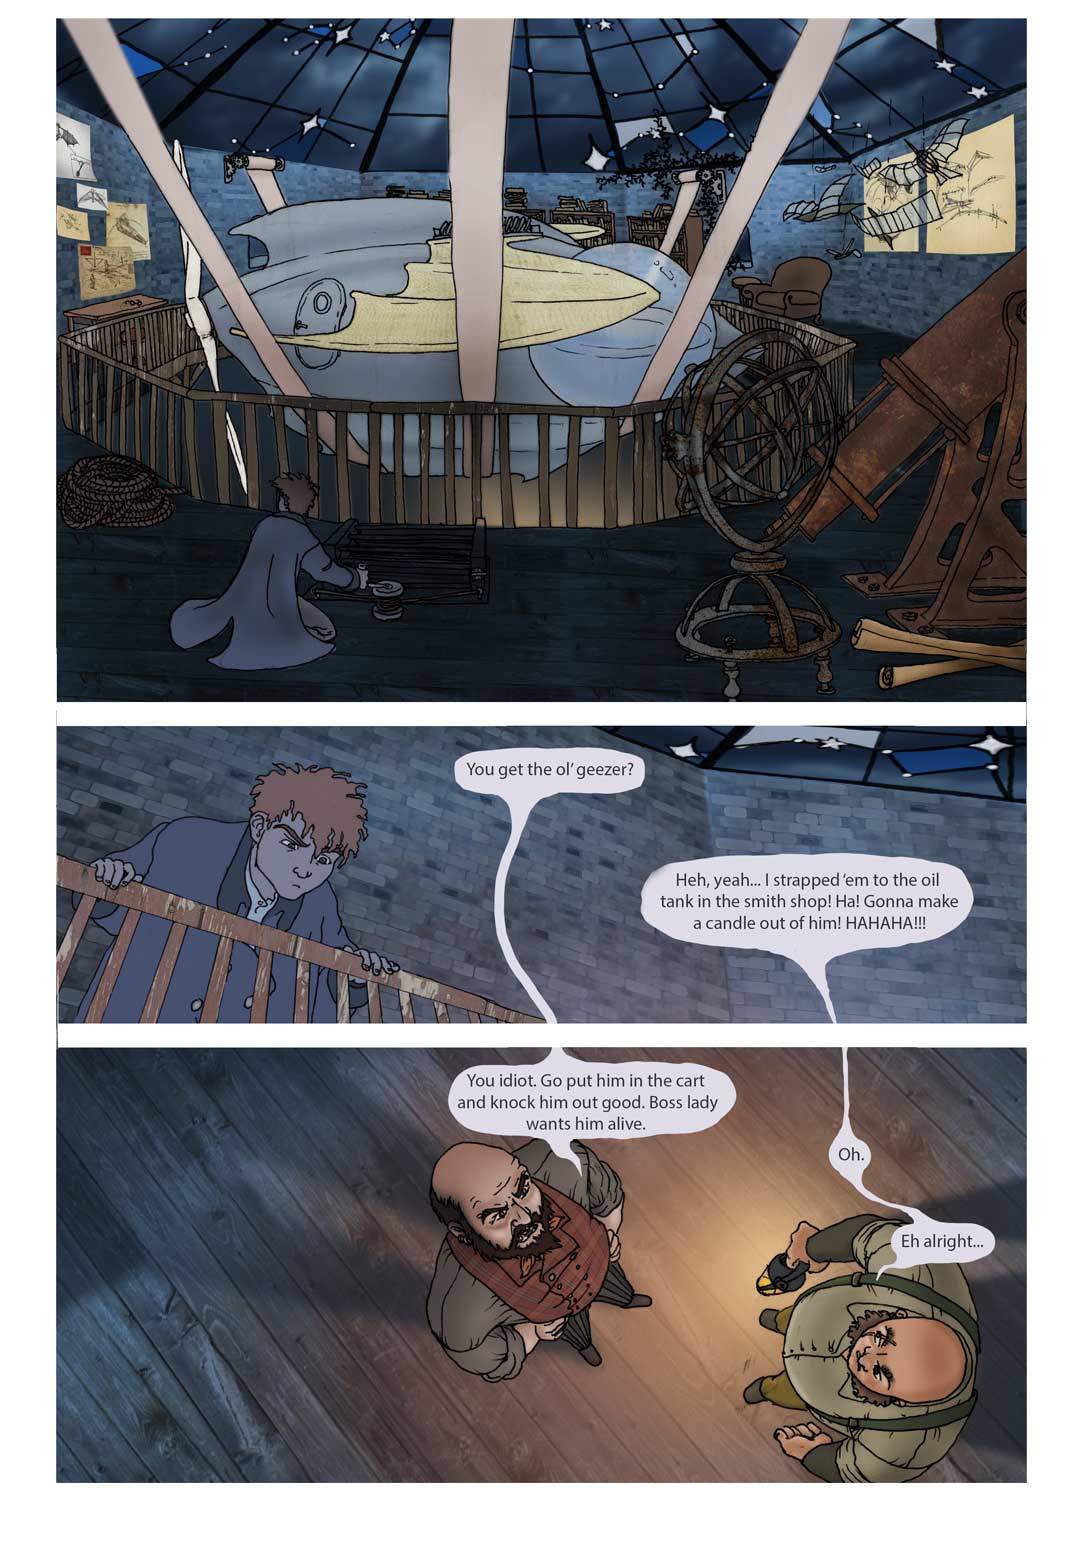 You get the ol' geezer?
Heh, yeah... I strapped 'em to the oil
tank in the smith shop! Ha! Gonna make
a candle out of him! HAHAHA!!!
You idiot. Go put him in the cart
and knock him out good. Boss lady
wants him alive.
Oh.
Eh alright...